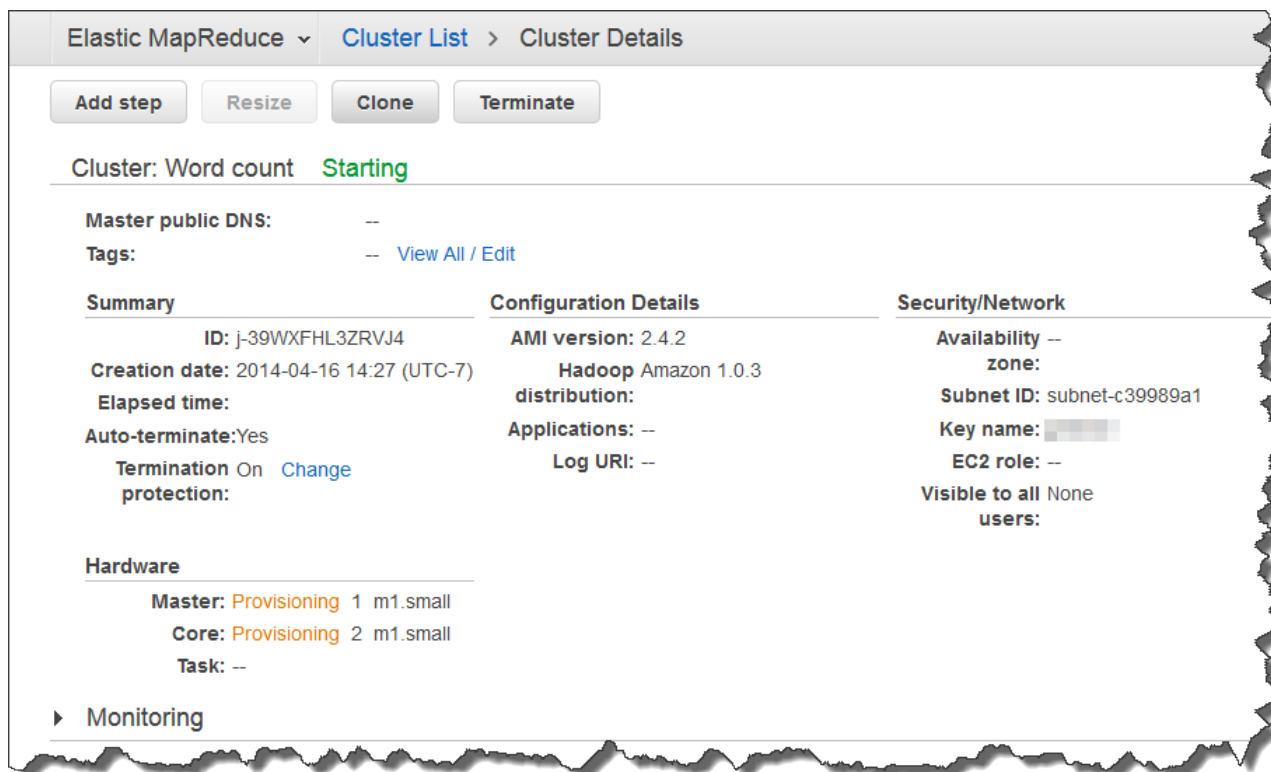 Elastic MapReduce Cluster List > Cluster Details
Add step Resize Clone Terminate
Cluster: Word count Starting
Master public DNS: --
Tags: -- View All / Edit
Summary
ID: j-39WXFHL3ZRVJ4
Creation date: 2014-04-16 14:27 (UTC-7)
Elapsed time:
Auto-terminate:Yes
Termination On Change
protection:
Configuration Details
AMI version: 2.4.2
Hadoop Amazon 1.0.3
distribution:
Applications: --
Log URI: --
Security/Network
Availability --
zone:
Subnet ID: subnet-c39989a1
Key name:
EC2 role: --
Visible to all None
users:
Hardware
Master: Provisioning 1 m1.small
Core: Provisioning 2 m1.small
Task: --
Monitoring